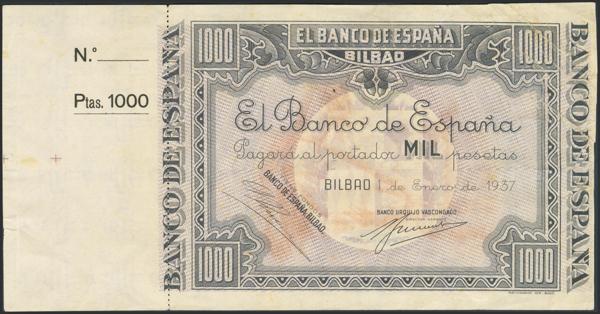 N.º
Ptas. 1000
BANCO DE ESPAÑA
1000
EL BANCO DE ESPAÑA
BILBAO
1000
El Banco de España
Pagará al portador MIL pesetas
BILBAO 1 de Enero de 1937
BANCO DE ESPAÑA.BILBAO.
BANCO URQUIJO VASCONGADO
1000
1000
BANCO DE ESPAÑA